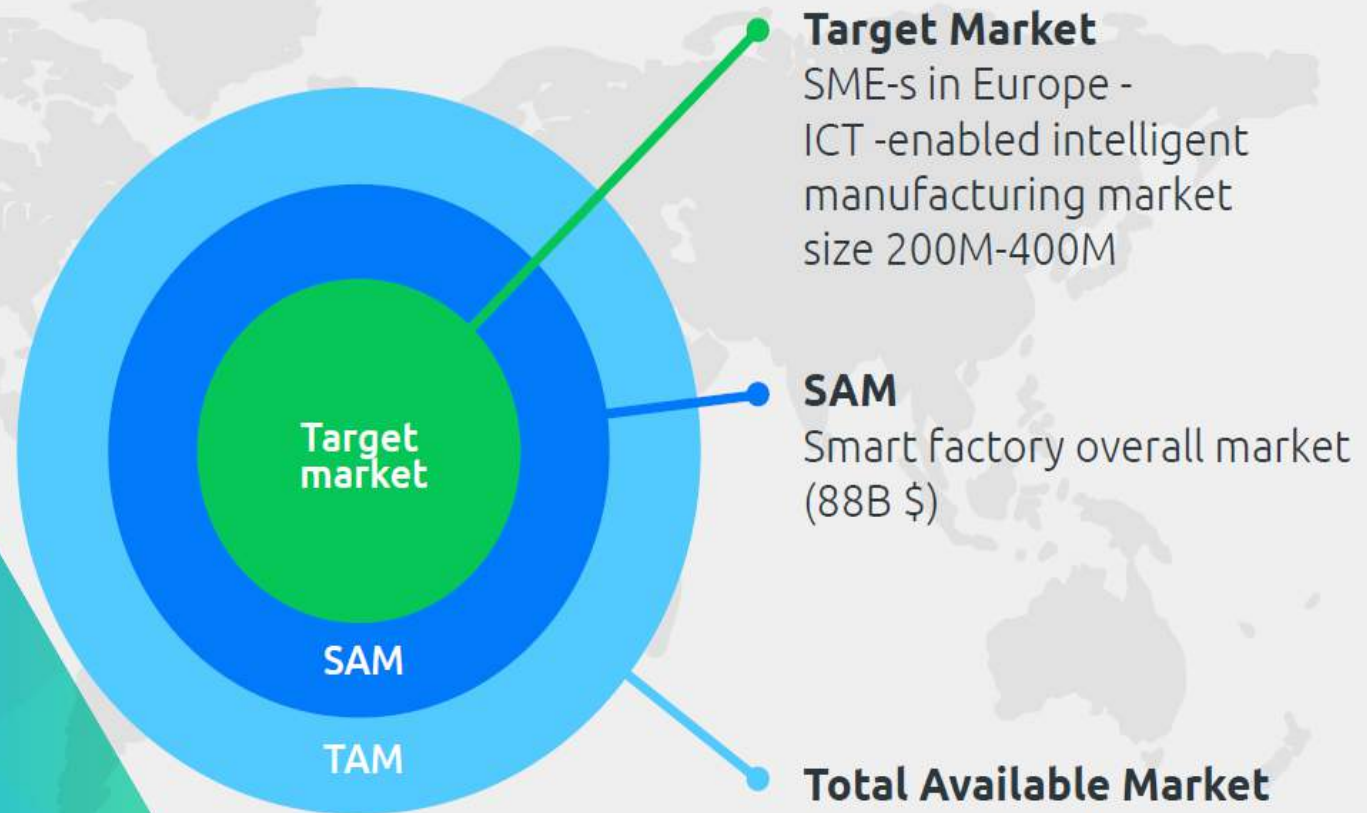 Target Market
SME-s in Europe -
ICT -enabled intelligent
manufacturing market
size 200M-400M
SAM
Smart factory overall market
(88B $)
Total Available Market
Target
market
SAM
TAM